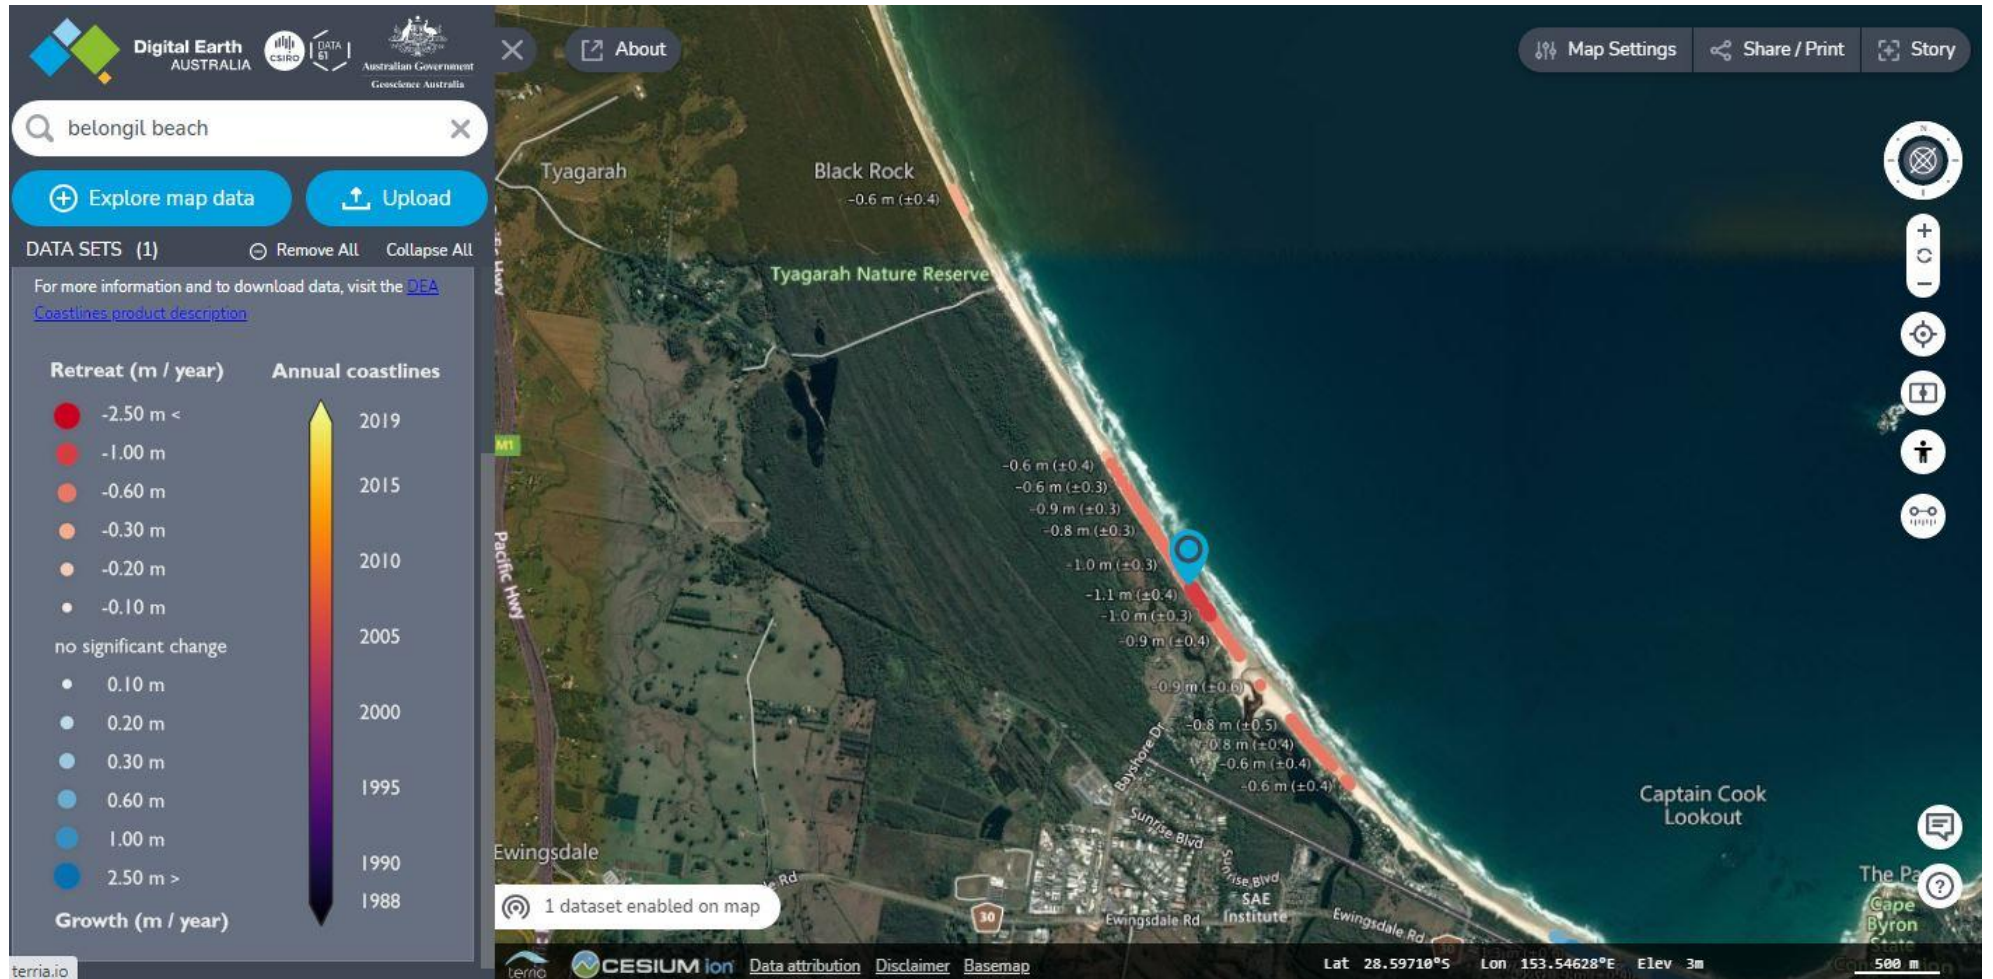 Digital Earth
AUSTRALIA
CSIRO
DATA
61
Australian Government
Geoscience Australia
belongil beach
Explore map data
Upload
DATA SETS (1)
Remove All
Collapse All
For more information and to download data, visit the DEA
Coastlines product description
Retreat (m / year)
-2.50 m <
-1.00 m
-0.60 m
-0.30 m
-0.20 m
-0.10 m
no significant change
0.10 m
0.20 m
0.30 m
0.60 m
1.00 m
2.50 m >
Growth (m / year)
Annual coastlines
2019
2015
2010
2005
2000
1995
1990
1988
terria.io
About
Map Settings
Share / Print
Story
N
Tyagarah
Black Rock
-0.6 m (±0.4)
Tyagarah Nature Reserve
M1
Pacific Hwy
-0.6 m (±0.4)
-0.6 m (±0.3)
-0.9 m (±0.3)
-0.8 m (±0.3)
-1.0 m (±0.3)
-1.1 m (±0.4)
-1.0 m (±0.3)
-0.9 m (±0.4)
-0.9 m (±0.6)
-0.8 m (±0.5)
-0.8 m (±0.4)
-0.6 m (±0.4)
-0.6 m (±0.4)
Bayshore Dr
Sunrise Blvd
Sunrise Blvd
SAE
Institute
Ewingsdale
Rd
30
Ewingsdale Rd
Ewingsdale Rd
30
Captain Cook
Lookout
The Pa
Cape
Byron
State
1 dataset enabled on map
terria
CESIUM ion
Data attribution
Disclaimer
Basemap
Lat 28.59710°S
Lon 153.54628°E
Elev 3m
500 m